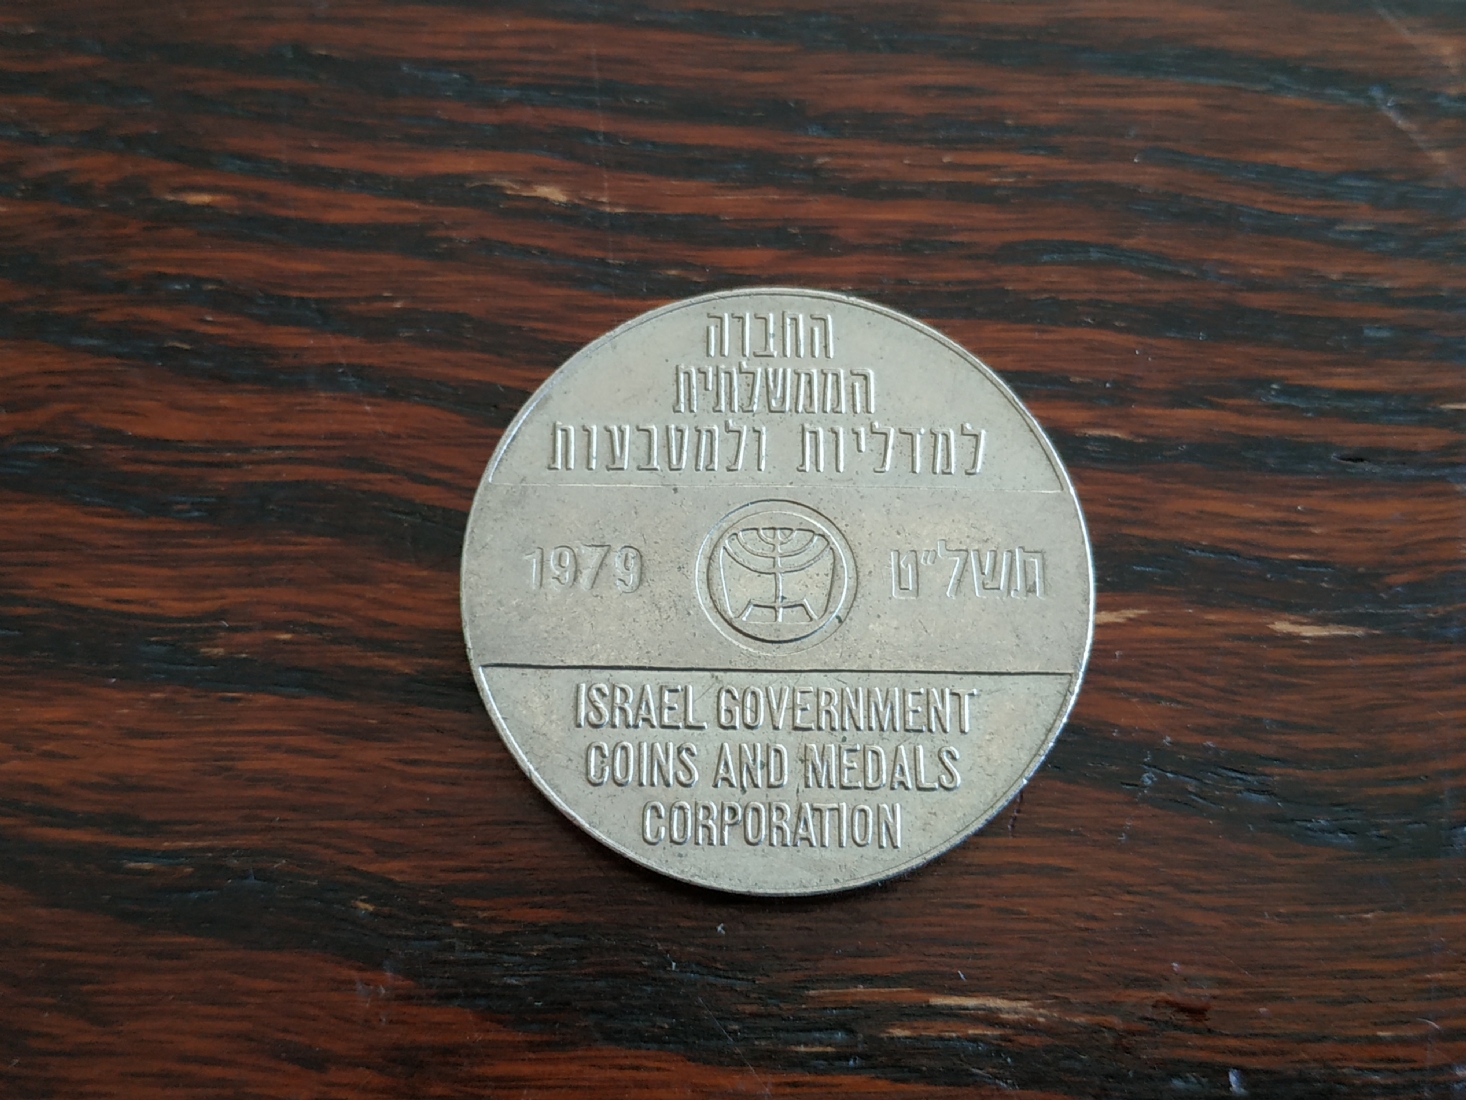 החברה
הממשלתית
למדליות ולמטבעות
1979 תשל"ט
ISRAEL GOVERNMENT
COINS AND MEDALS
CORPORATION